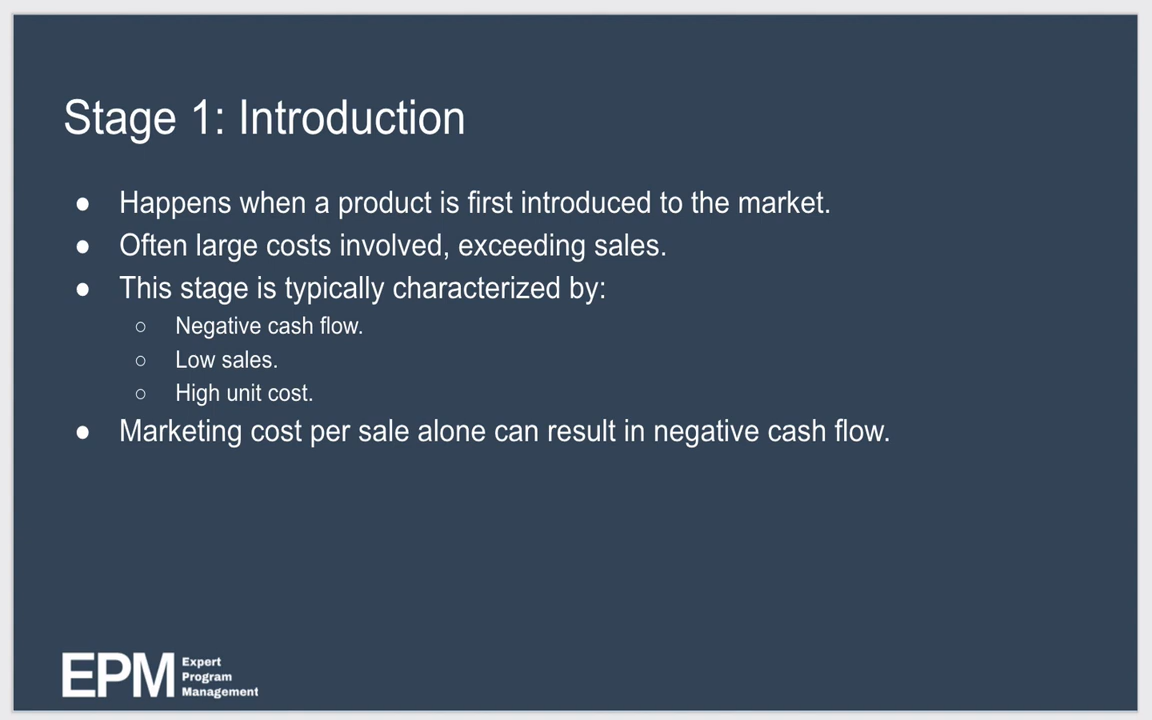 Stage 1: Introduction
● Happens when a product is first introduced to the market.
● Often large costs involved, exceeding sales.
● This stage is typically characterized by:
○ Negative cash flow.
○ Low sales.
○ High unit cost.
● Marketing cost per sale alone can result in negative cash flow.
EPM Expert
Program
Management